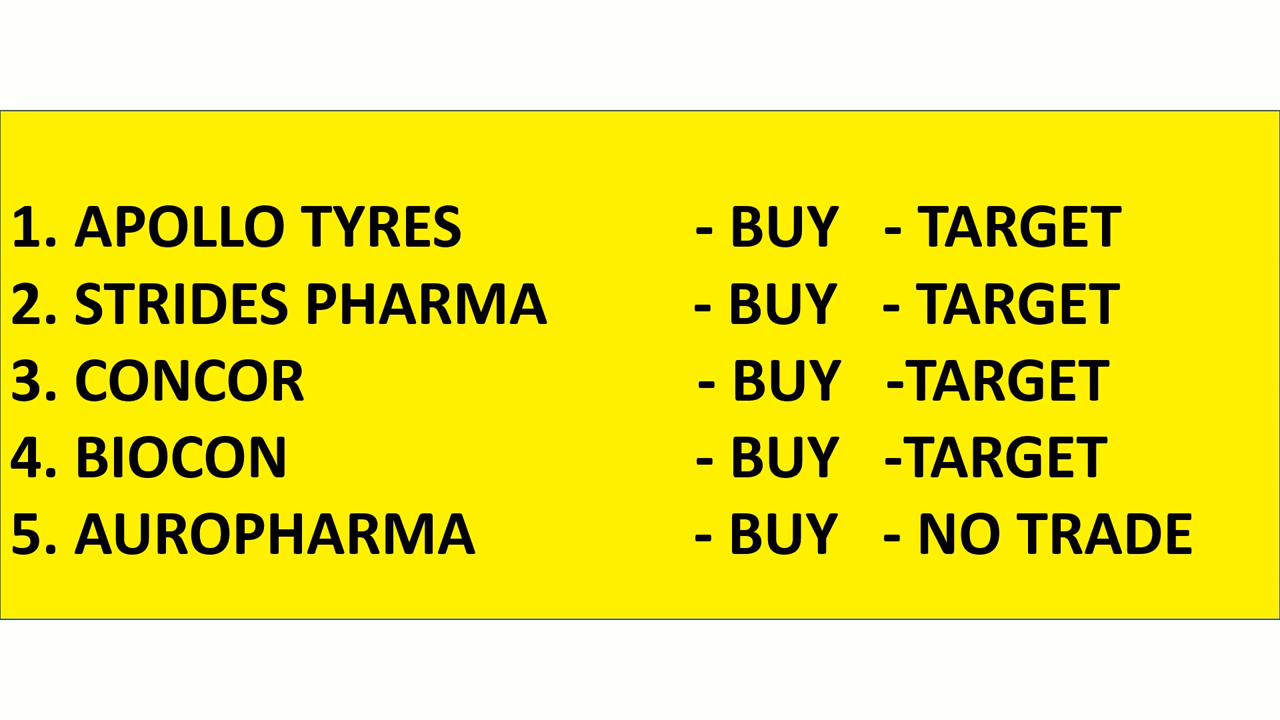 1. APOLLO TYRES - BUY - TARGET
2. STRIDES PHARMA - BUY - TARGET
3. CONCOR - BUY -TARGET
4. BIOCON - BUY -TARGET
5. AUROPHARMA - BUY - NO TRADE